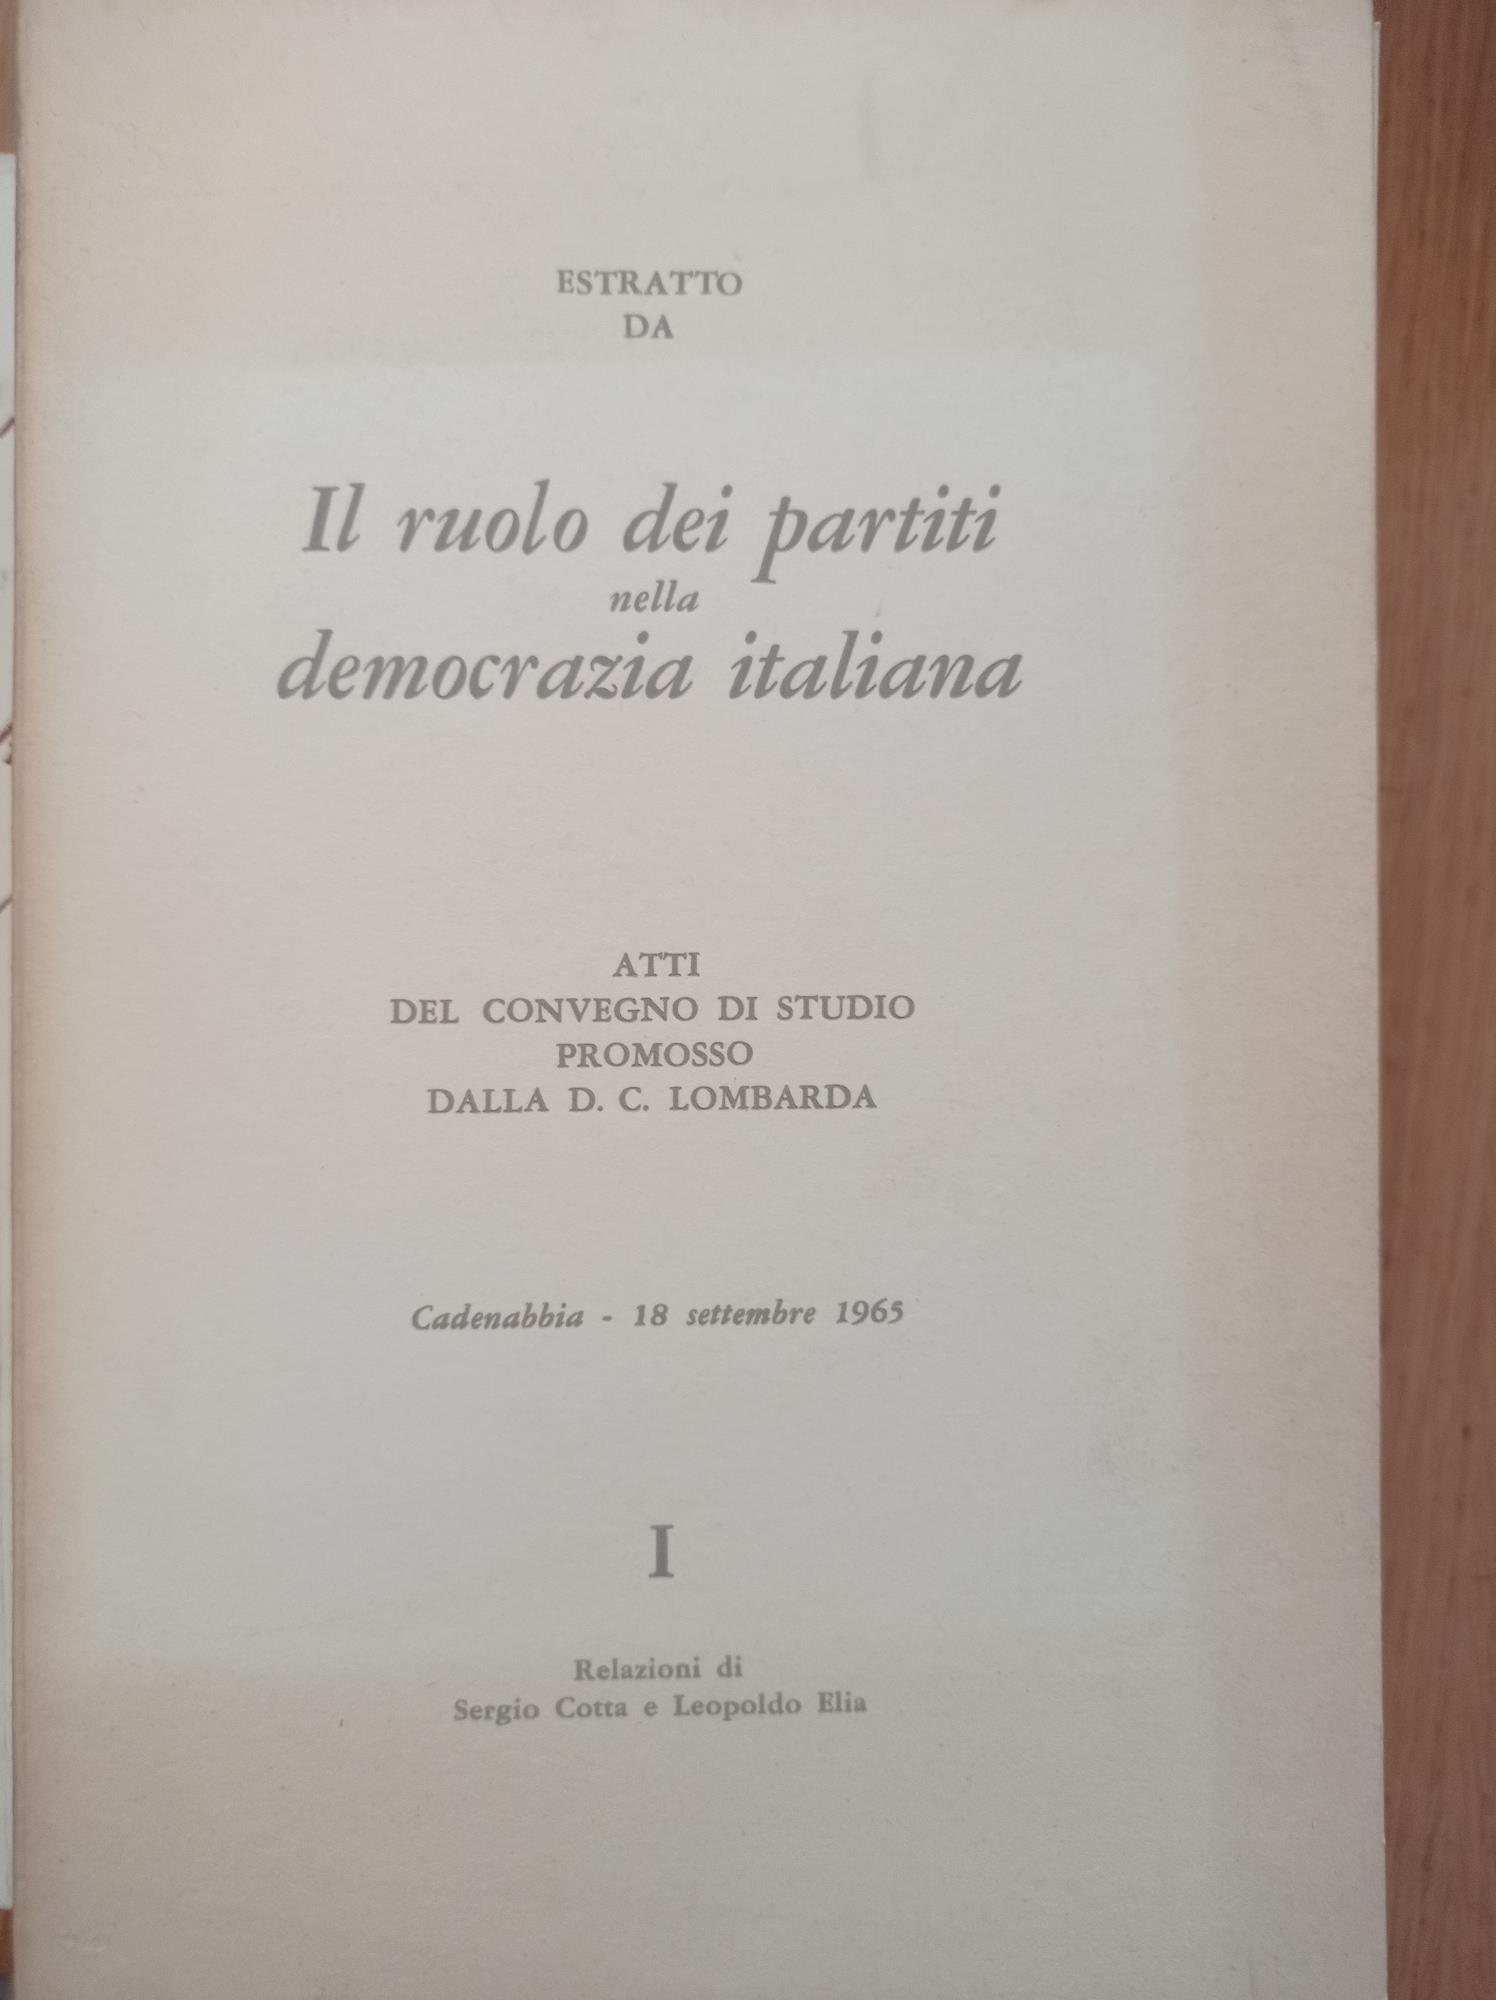 ESTRATTO
DA
Il ruolo dei partiti
nella
democrazia italiana
ATTI
DEL CONVEGNO DI STUDIO
PROMOSSO
DALLA D. C. LOMBARDA
Cadenabbia - 18 settembre 1965
I
Relazioni di
Sergio Cotta e Leopoldo Elia